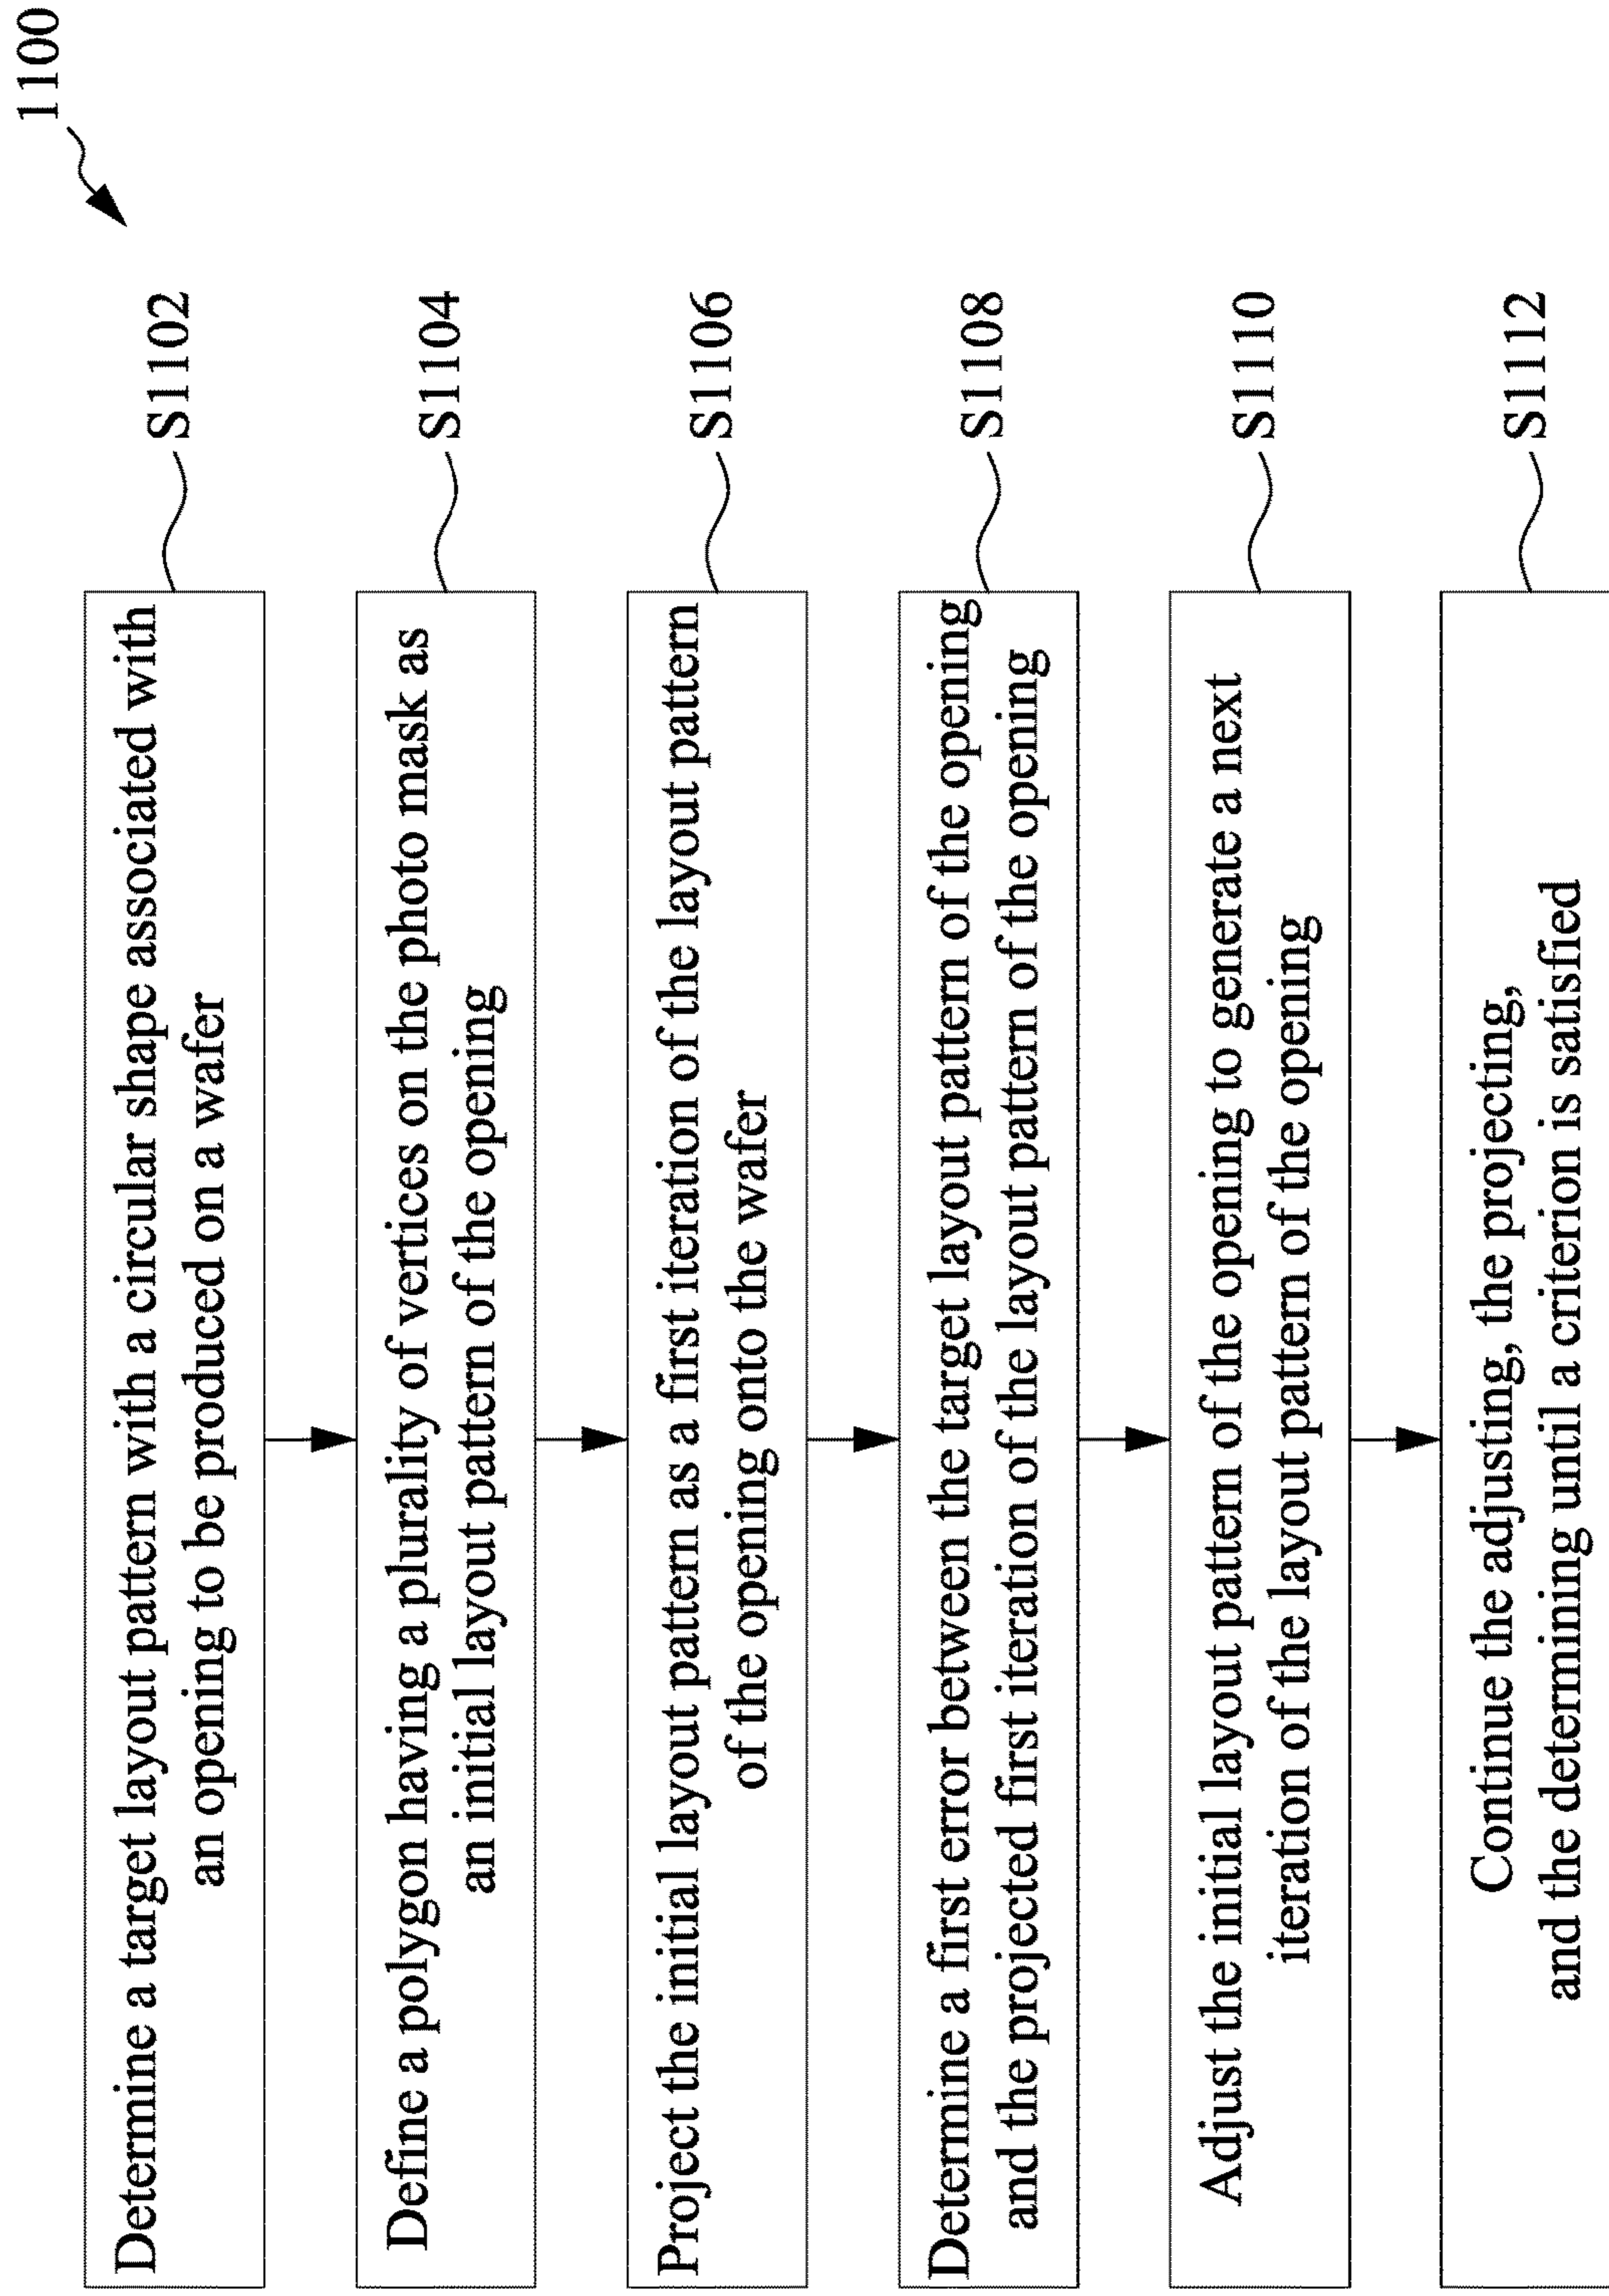 1100
Determine a target layout pattern with a circular shape associated with
an opening to be produced on a wafer
S1102
Define a polygon having a plurality of vertices on the photo mask as
an initial layout pattern of the opening
S1104
Project the initial layout pattern as a first iteration of the layout pattern
of the opening onto the wafer
S1106
Determine a first error between the target layout pattern of the opening
and the projected first iteration of the layout pattern of the opening
S1108
Adjust the initial layout pattern of the opening to generate a next
iteration of the layout pattern of the opening
S1110
Continue the adjusting, the projecting,
and the determining until a criterion is satisfied
S1112